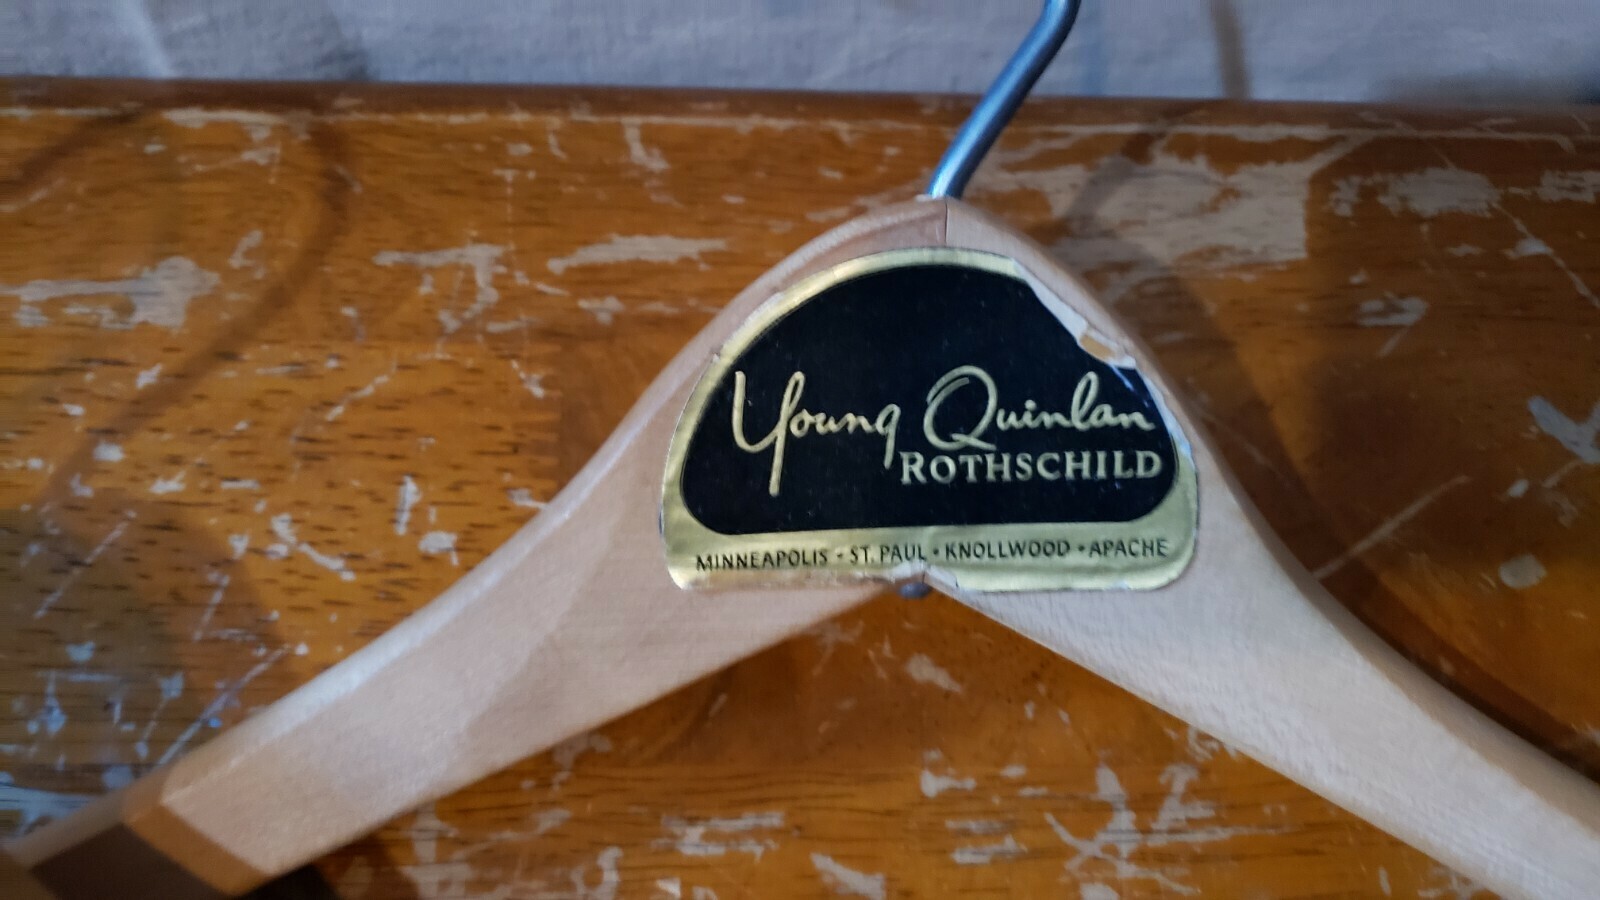 Young Quinlan
ROTHSCHILD
MINNEAPOLIS • ST. PAUL • KNOLLWOOD • APACHE